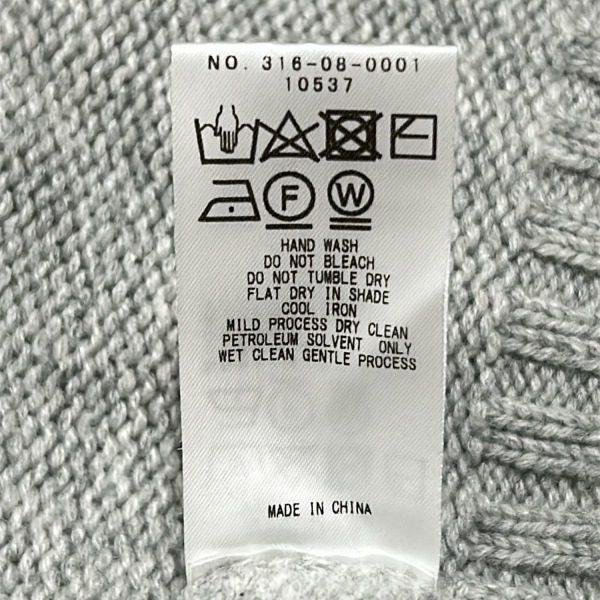 NO. 316-08-0001
10537
F W
HAND WASH
DO NOT BLEACH
DO NOT TUMBLE DRY
FLAT DRY IN SHADE
COOL IRON
MILD PROCESS DRY CLEAN
PETROLEUM SOLVENT ONLY
WET CLEAN GENTLE PROCESS
MADE IN CHINA